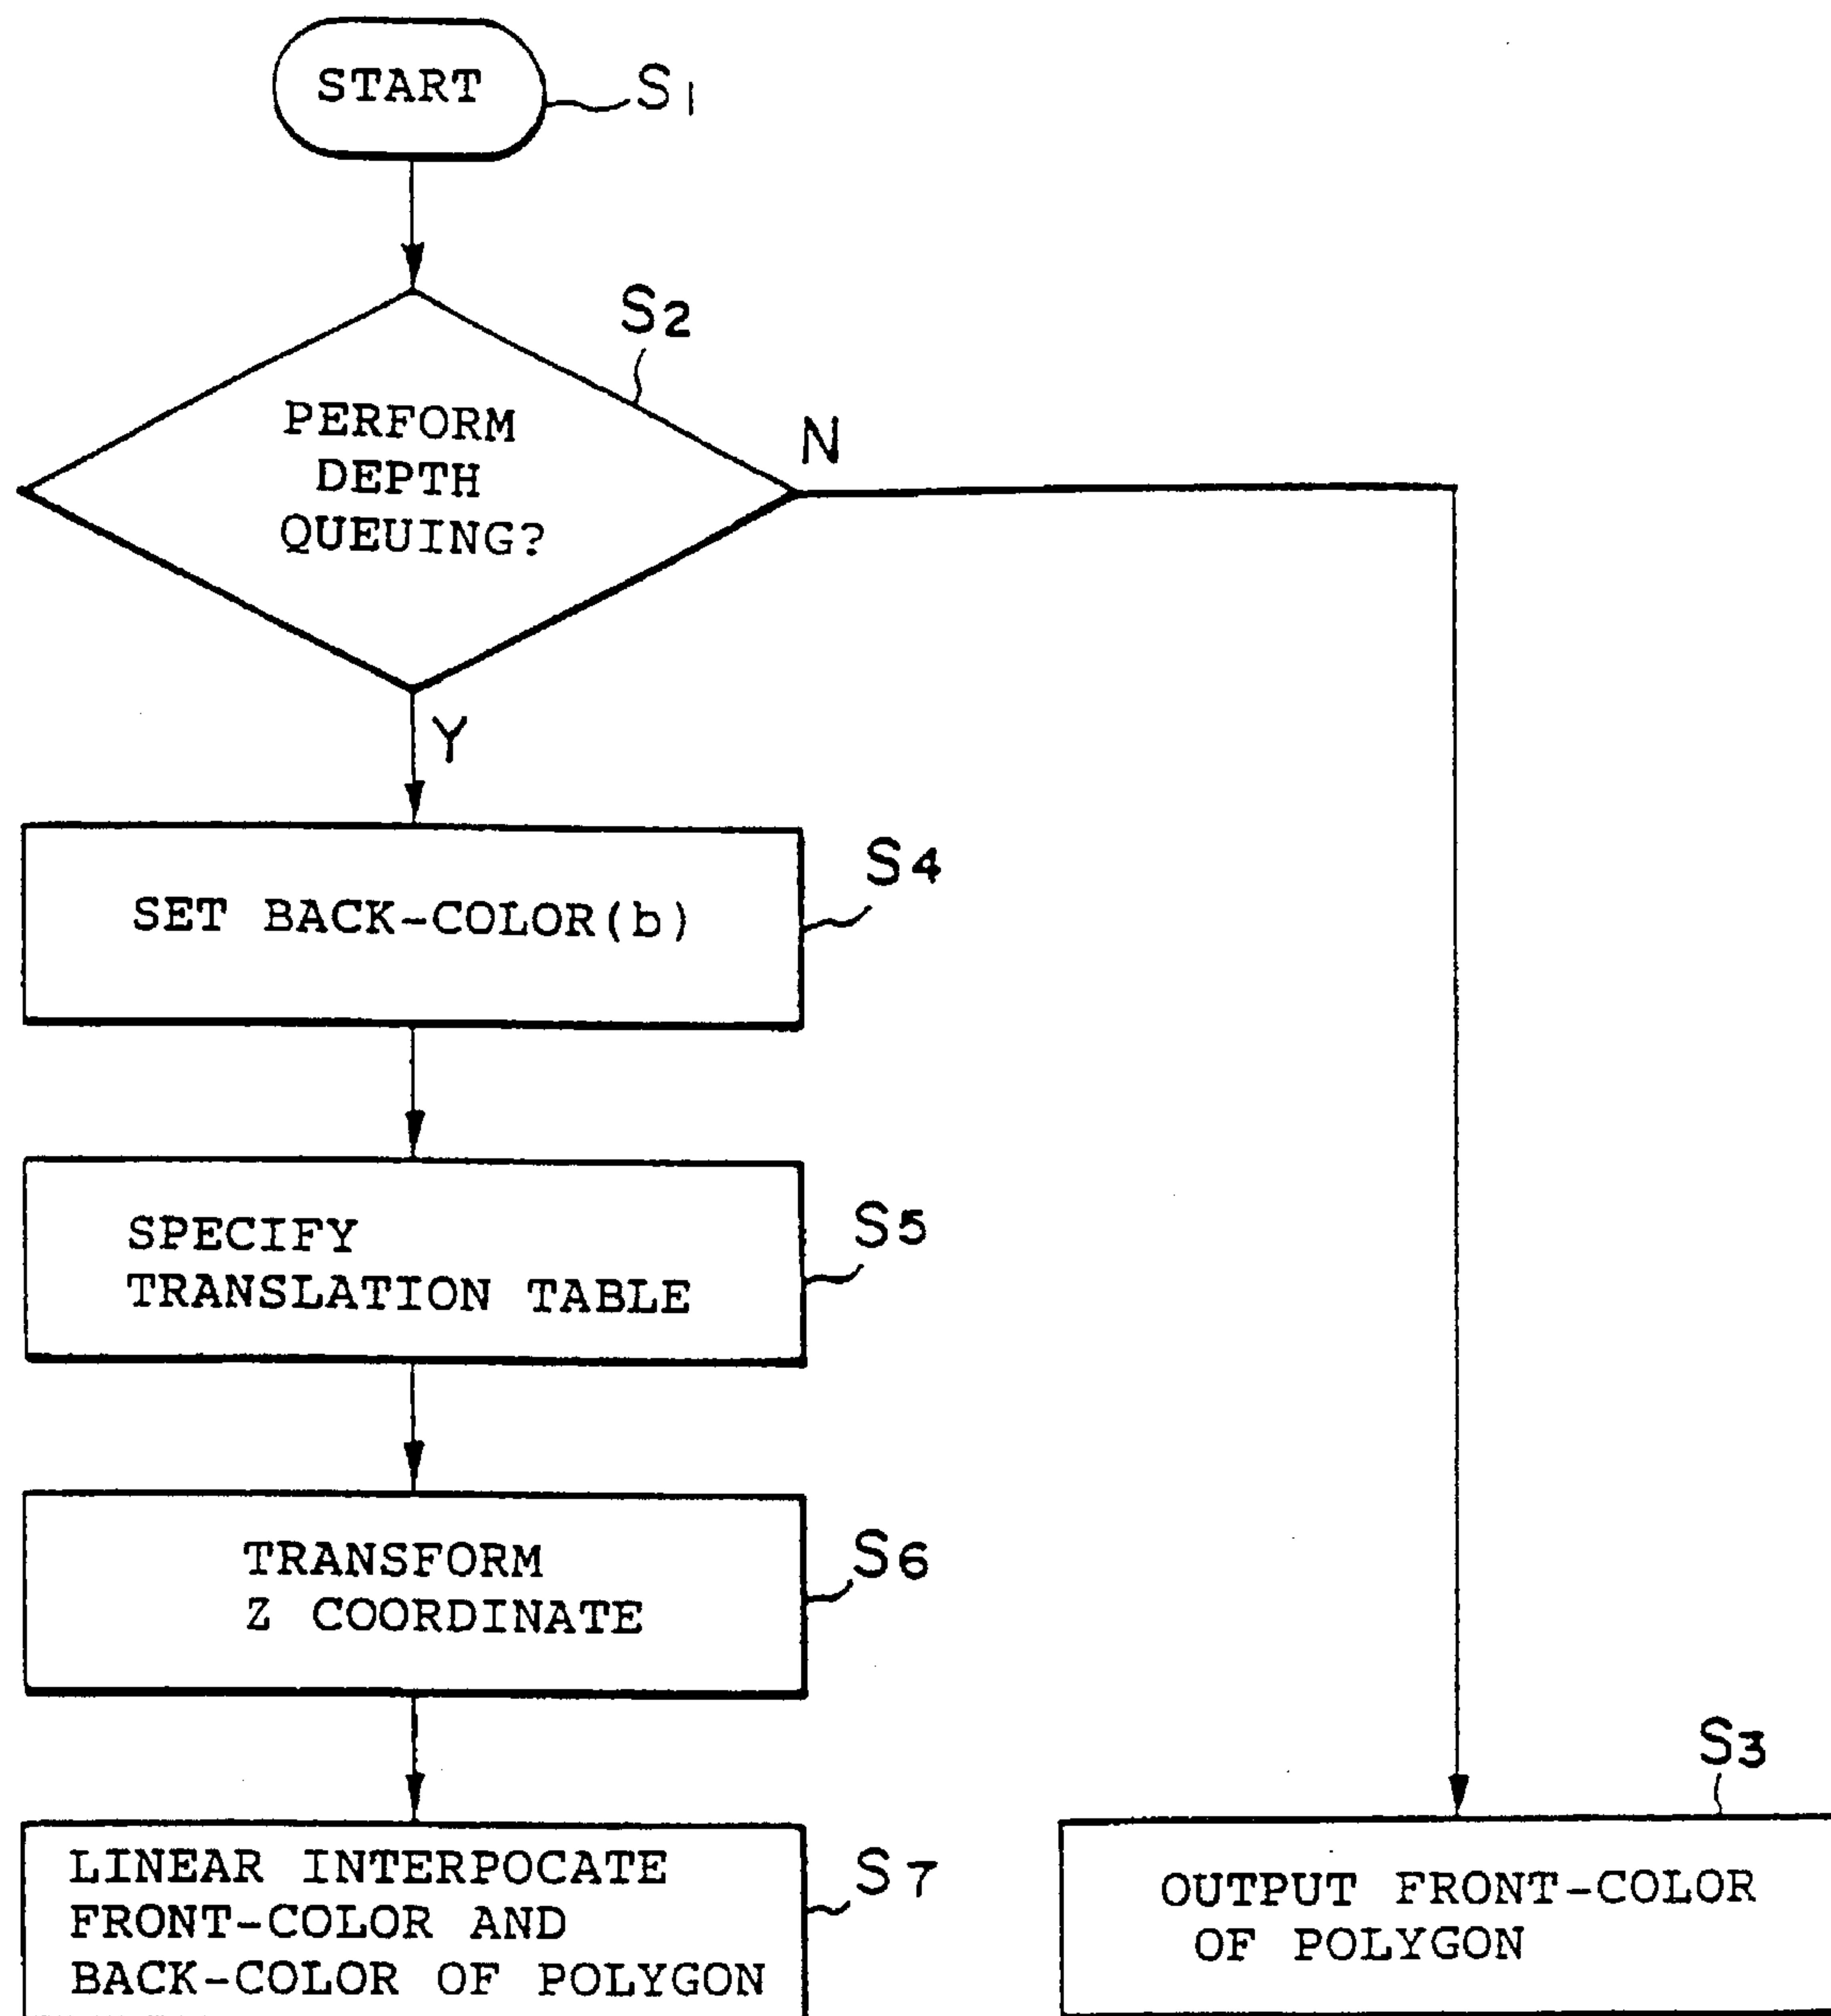 START
S1
S2
PERFORM
DEPTH
QUEUING?
N
Y
SET BACK-COLOR(b)
S4
SPECIFY
TRANSLATION TABLE
S5
TRANSFORM
Z COORDINATE
S6
LINEAR INTERPOCATE
FRONT-COLOR AND
BACK-COLOR OF POLYGON
S7
S3
OUTPUT FRONT-COLOR
OF POLYGON